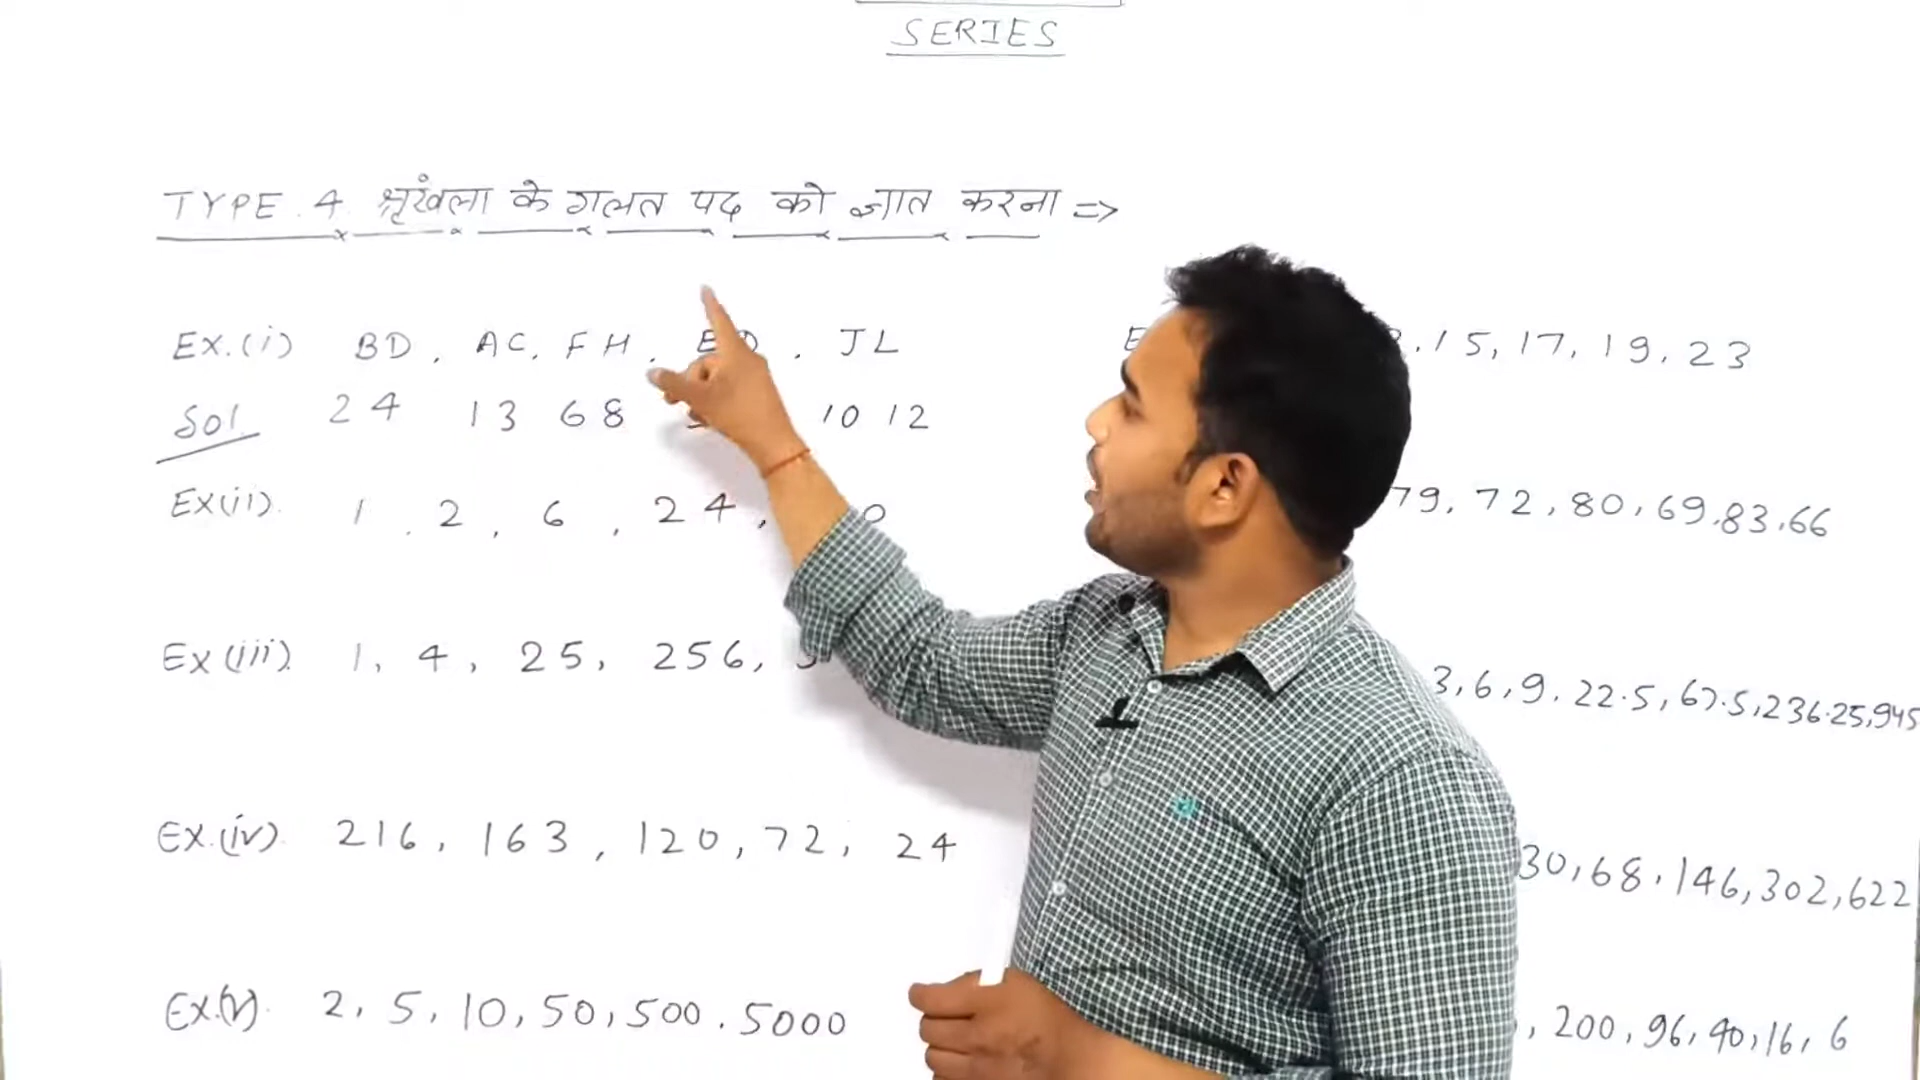 SERIES
TYPE. 4. श्रृखंला के गलत पद को ज्ञात करना =>
Ex.(i) BD, AC, FH, , JL
Sol. 24 13 68 10 12
Ex(ii). 1, 2, 6, 24,
Ex(iii). 1, 4, 25, 256,
Ex.(iv). 216, 163, 120, 72, 24
Ex.(v). 2, 5, 10, 50, 500, 5000
, 15, 17, 19, 23
79, 72, 80, 69, 83, 66
3, 6, 9, 22.5, 67.5, 236.25, 945
30, 68, 146, 302, 622
, 200, 96, 40, 16, 6